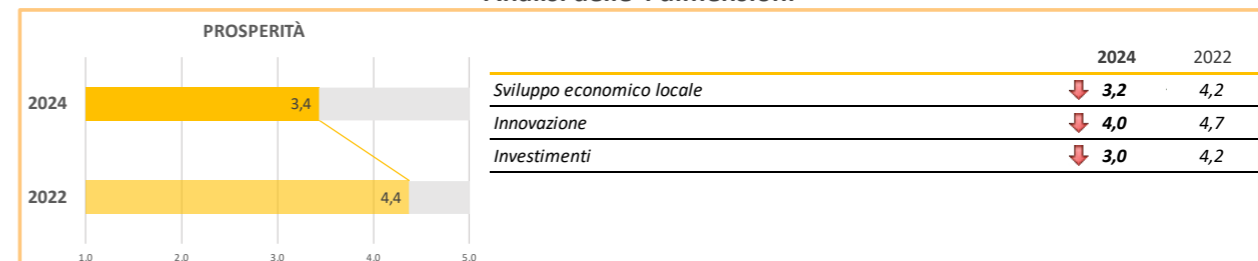 PROSPERITÀ
2024 2022
2024 3,4
Sviluppo economico locale 3,2 4,2
Innovazione 4,0 4,7
Investimenti 3,0 4,2
2022 4,4
1,0 2,0 3,0 4,0 5,0